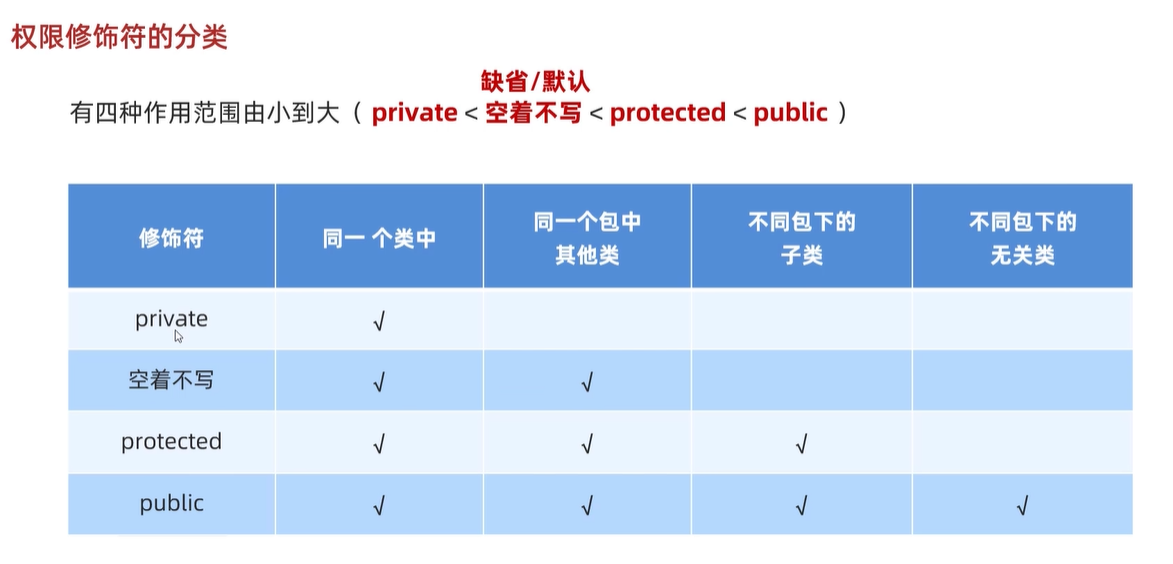 权限修饰符的分类
缺省/默认
有四种作用范围由小到大（ private < 空着不写 < protected < public ）
修饰符 同一 个类中 同一个包中 其他类 不同包下的 子类 不同包下的 无关类
private √
空着不写 √ √
protected √ √ √
public √ √ √ √